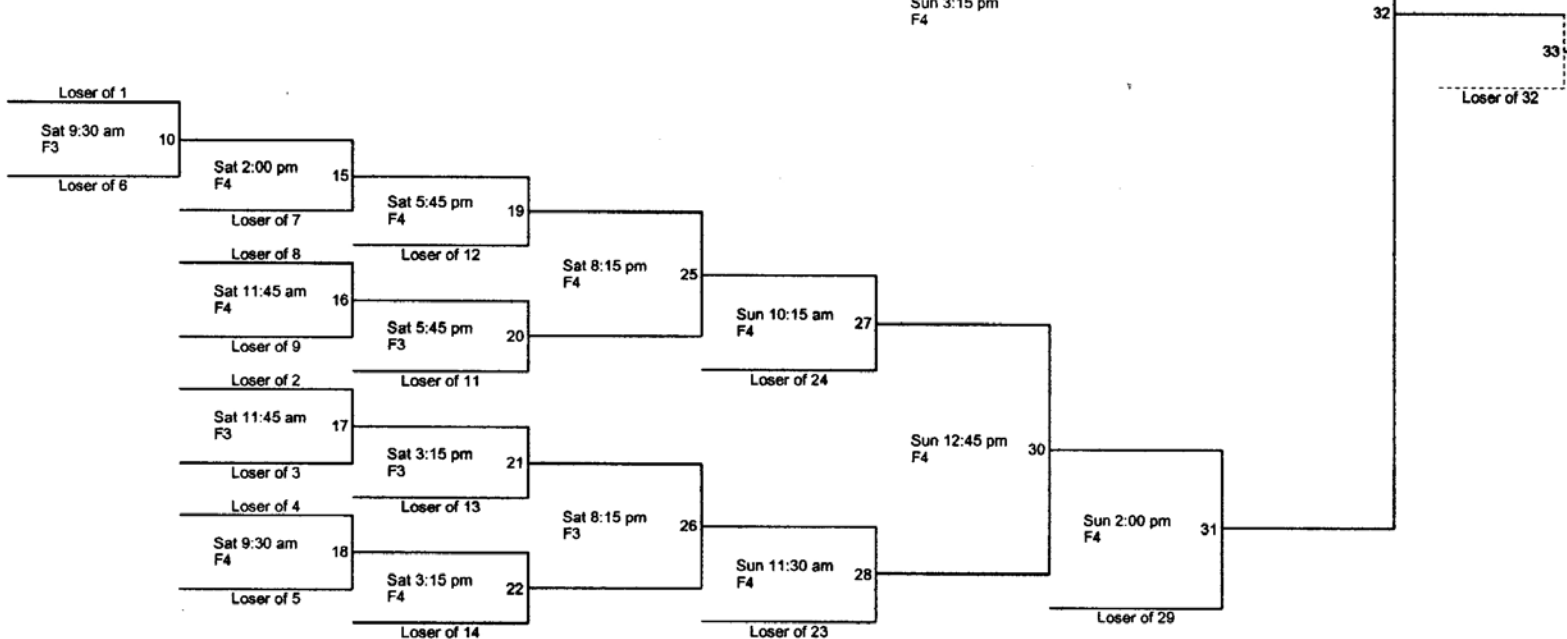 Sun 3:15 pm
F4
32
33
Loser of 32
Loser of 1
Sat 9:30 am
F3
10
Loser of 6
Sat 2:00 pm
F4
15
Loser of 7
Sat 5:45 pm
F4
19
Loser of 12
Loser of 8
Sat 11:45 am
F4
16
Loser of 9
Sat 5:45 pm
F3
20
Loser of 11
Sat 8:15 pm
F4
25
Sun 10:15 am
F4
27
Loser of 24
Loser of 2
Sat 11:45 am
F3
17
Loser of 3
Sat 3:15 pm
F3
21
Loser of 13
Loser of 4
Sat 9:30 am
F4
18
Loser of 5
Sat 3:15 pm
F4
22
Loser of 14
Sat 8:15 pm
F3
26
Sun 11:30 am
F4
28
Loser of 23
Sun 12:45 pm
F4
30
Sun 2:00 pm
F4
31
Loser of 29